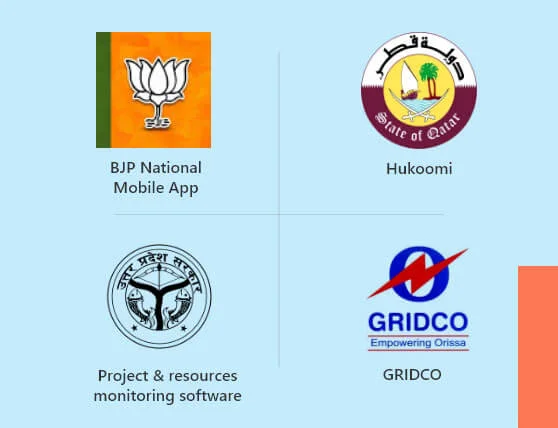 BJP National
Mobile App
دولة قطر
State of Qatar
Hukoomi
उत्तर प्रदेश सरकार
Project & resources
monitoring software
GRIDCO
Empowering Orissa
GRIDCO